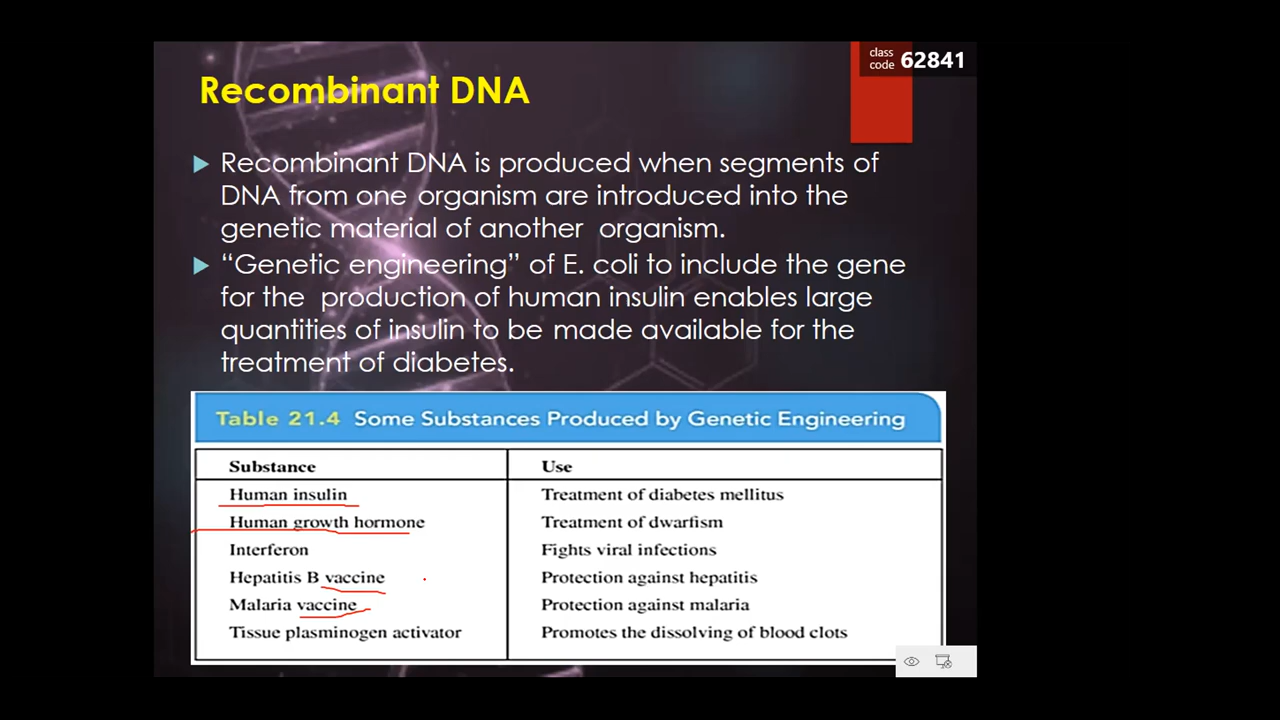 class
code 62841
Recombinant DNA
Recombinant DNA is produced when segments of
DNA from one organism are introduced into the
genetic material of another organism.
“Genetic engineering” of E. coli to include the gene
for the production of human insulin enables large
quantities of insulin to be made available for the
treatment of diabetes.
Table 21.4 Some Substances Produced by Genetic Engineering
Substance Use
Human insulin Treatment of diabetes mellitus
Human growth hormone Treatment of dwarfism
Interferon Fights viral infections
Hepatitis B vaccine Protection against hepatitis
Malaria vaccine Protection against malaria
Tissue plasminogen activator Promotes the dissolving of blood clots